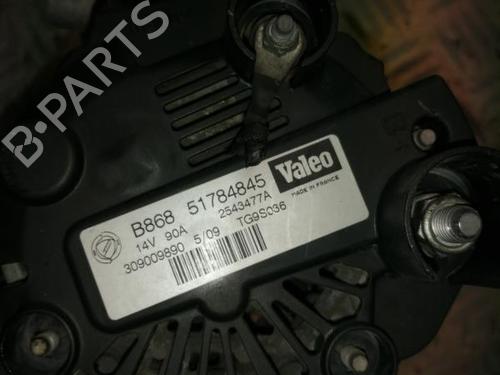 B-PARTS
Valeo
MADE IN FRANCE
B868 51784845
14V 90A 2543477A
309009890 5/09 TG9S036